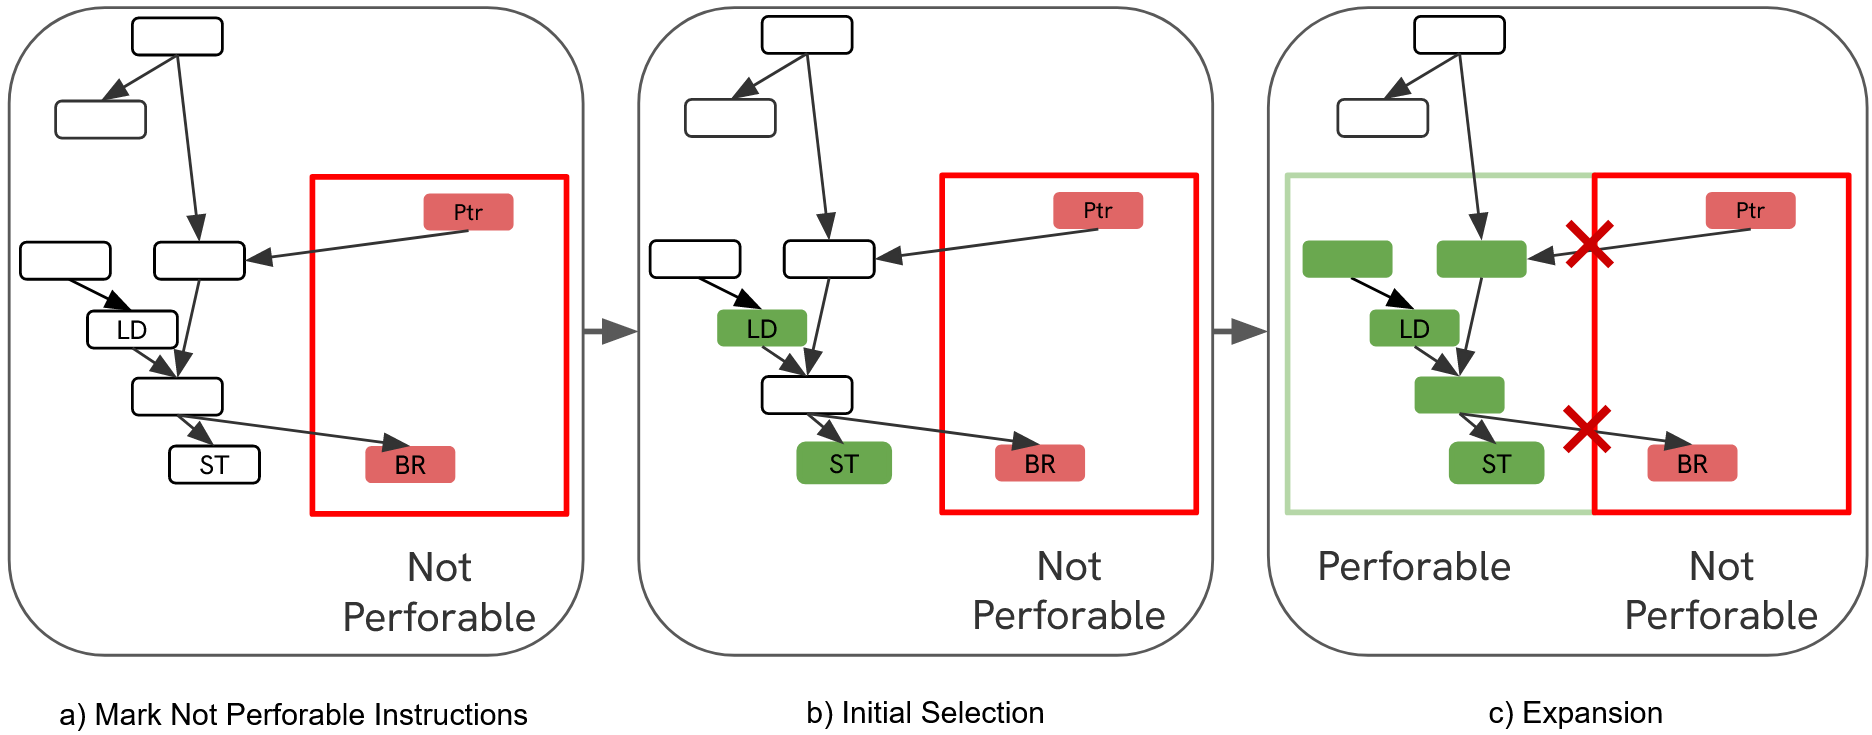 Ptr
LD
ST
BR
Not
Perforable
a) Mark Not Perforable Instructions
Ptr
LD
ST
BR
Not
Perforable
b) Initial Selection
Ptr
LD
ST
BR
Perforable
Not
Perforable
c) Expansion